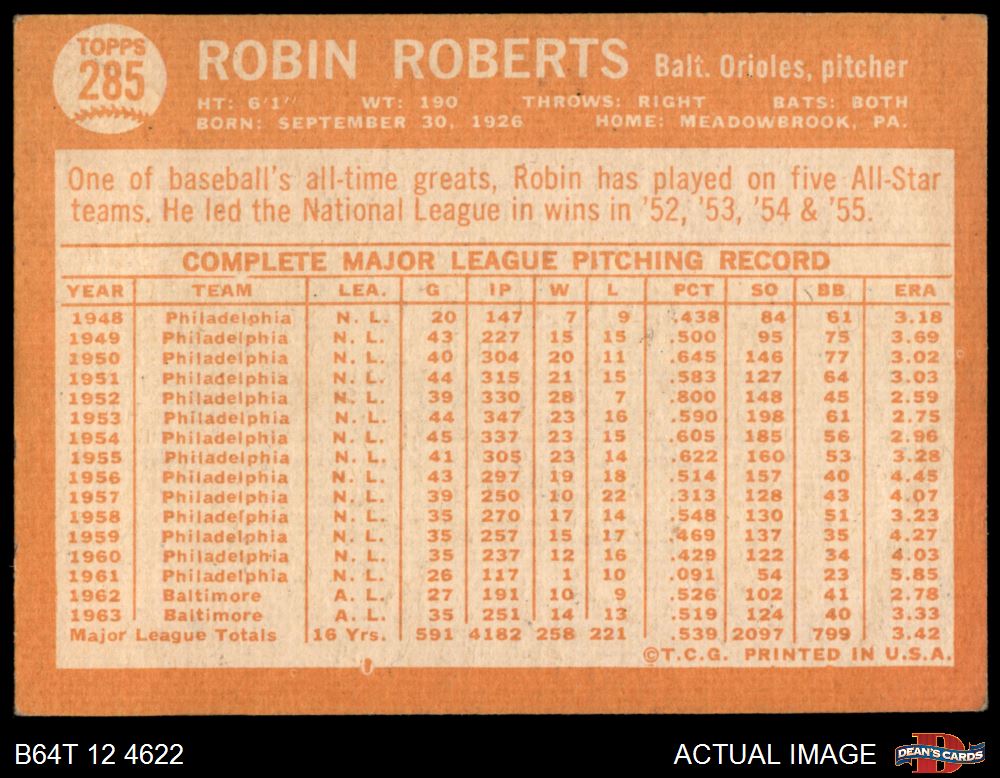 TOPPS
285
ROBIN ROBERTS Balt. Orioles, pitcher
HT: 6'1" WT: 190 THROWS: RIGHT BATS: BOTH
BORN: SEPTEMBER 30, 1926 HOME: MEADOWBROOK, PA.
One of baseball's all-time greats, Robin has played on five All-Star
teams. He led the National League in wins in '52, '53, '54 & '55.
COMPLETE MAJOR LEAGUE PITCHING RECORD
YEAR TEAM LEA. G IP W L PCT SO BB ERA
1948 Philadelphia N. L. 20 147 7 9 .438 84 61 3.18
1949 Philadelphia N. L. 43 227 15 15 .500 95 75 3.69
1950 Philadelphia N. L. 40 304 20 11 .645 146 77 3.02
1951 Philadelphia N. L. 44 315 21 15 .583 127 64 3.03
1952 Philadelphia N. L. 39 330 28 7 .800 148 45 2.59
1953 Philadelphia N. L. 44 347 23 16 .590 198 61 2.75
1954 Philadelphia N. L. 45 337 23 15 .605 185 56 2.96
1955 Philadelphia N. L. 41 305 23 14 .622 160 53 3.28
1956 Philadelphia N. L. 43 297 19 18 .514 157 40 4.45
1957 Philadelphia N. L. 39 250 10 22 .313 128 43 4.07
1958 Philadelphia N. L. 35 270 17 14 .548 130 51 3.23
1959 Philadelphia N. L. 35 257 15 17 .469 137 35 4.27
1960 Philadelphia N. L. 35 237 12 16 .429 122 34 4.03
1961 Philadelphia N. L. 26 117 1 10 .091 54 23 5.85
1962 Baltimore A. L. 27 191 10 9 .526 102 41 2.78
1963 Baltimore A. L. 35 251 14 13 .519 124 40 3.33
Major League Totals 16 Yrs. 591 4182 258 221 .539 2097 799 3.42
©T.C.G. PRINTED IN U.S.A.
B64T 12 4622 ACTUAL IMAGE DEAN'S CARDS